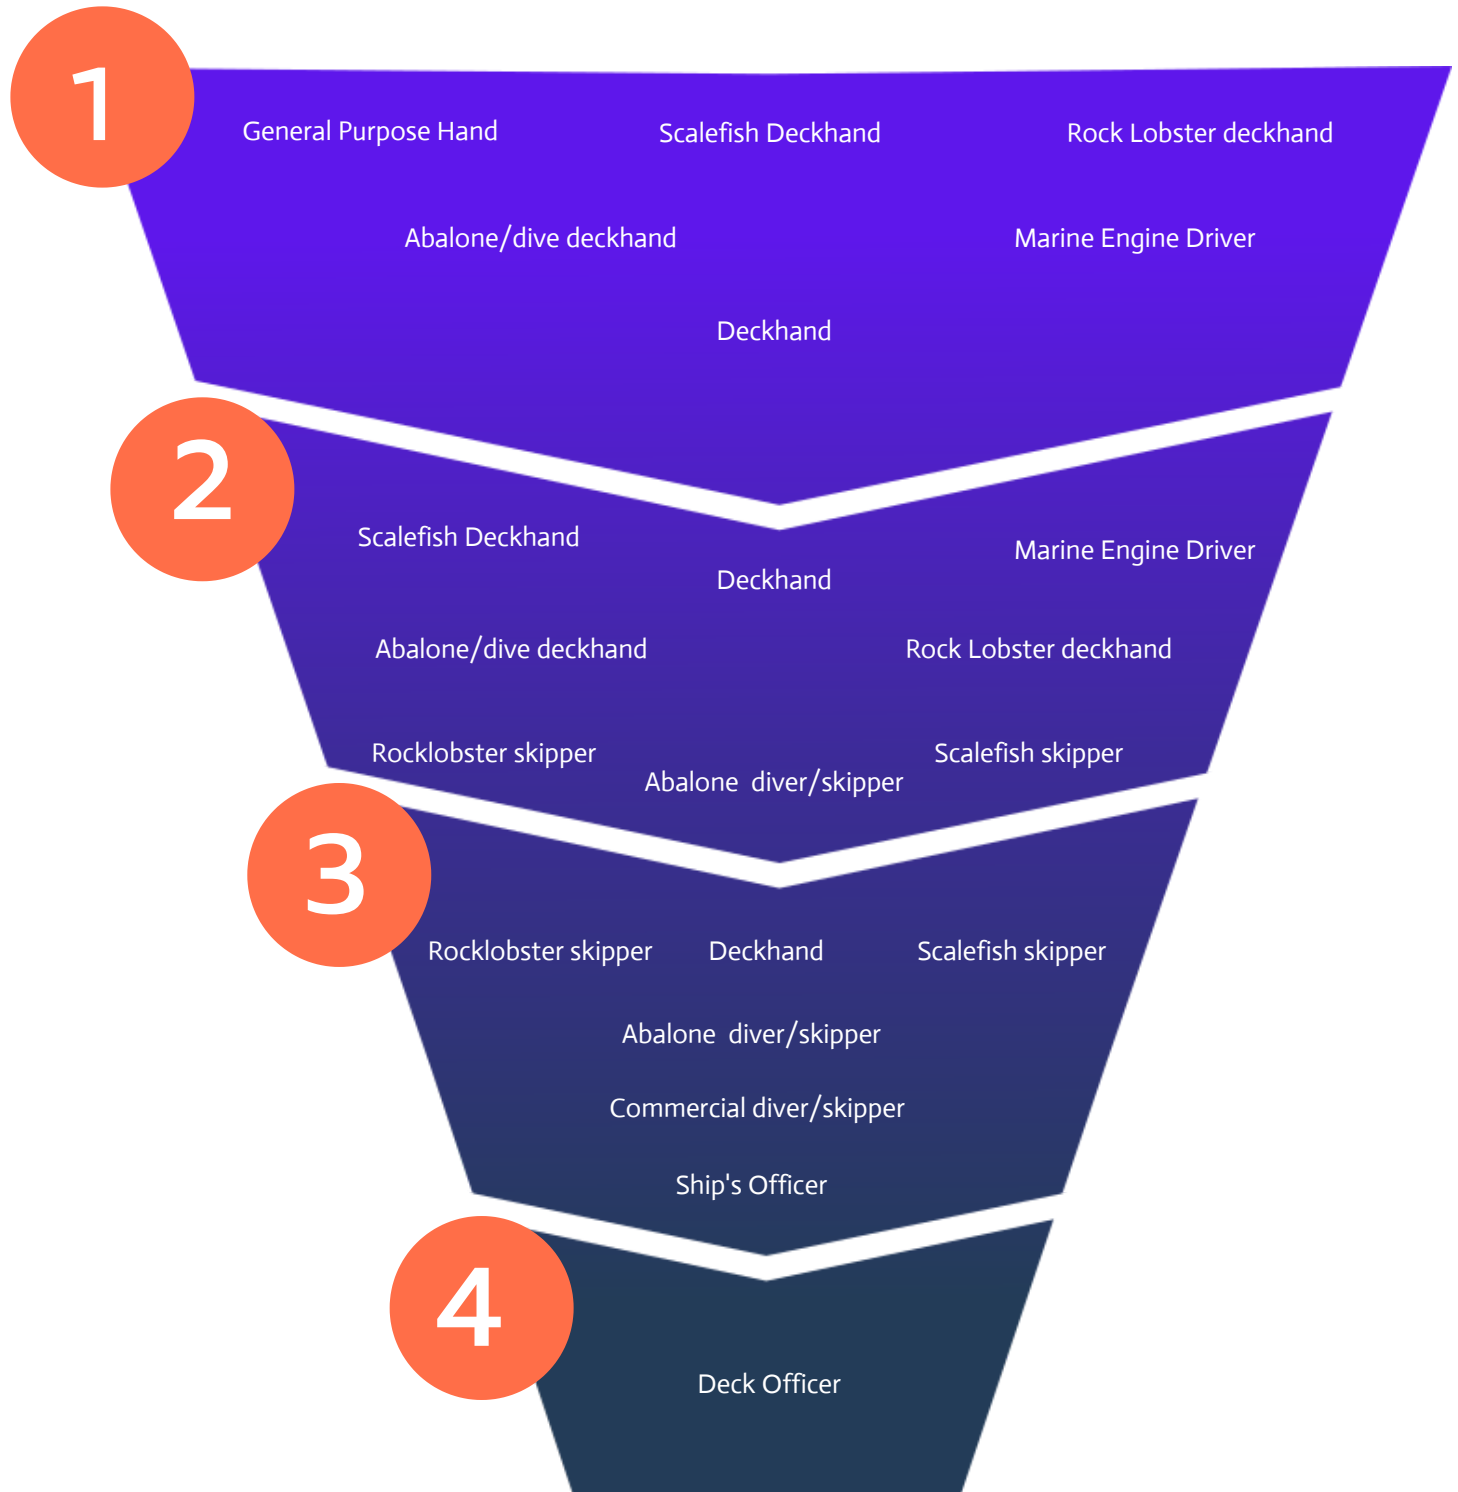 1
General Purpose Hand
Scalefish Deckhand
Rock Lobster deckhand
Abalone/dive deckhand
Marine Engine Driver
Deckhand
2
Scalefish Deckhand
Deckhand
Marine Engine Driver
Abalone/dive deckhand
Rock Lobster deckhand
Rocklobster skipper
Abalone  diver/skipper
Scalefish skipper
3
Rocklobster skipper
Deckhand
Scalefish skipper
Abalone  diver/skipper
Commercial diver/skipper
Ship's Officer
4
Deck Officer